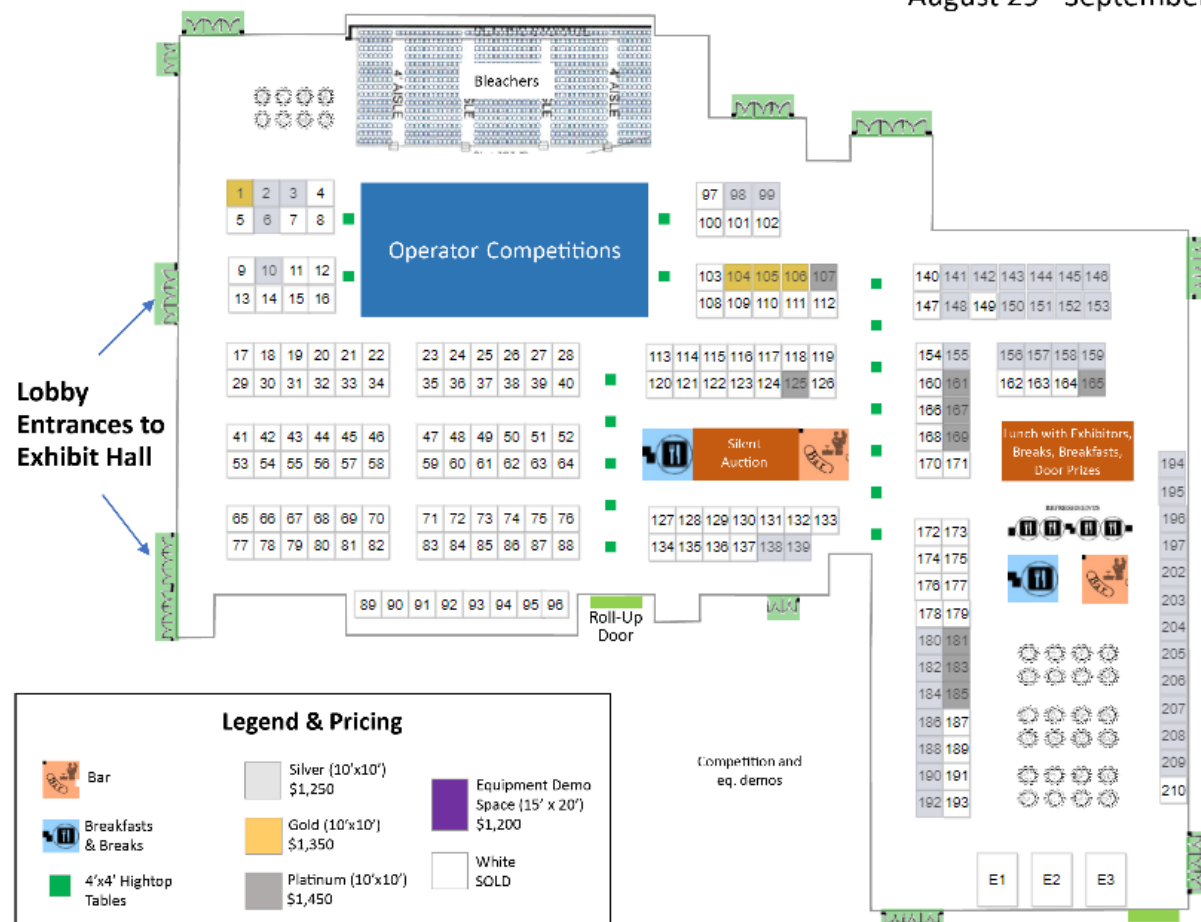 August 29 - September
Bleachers
4' AISLE
SLE
SLE
4' AISLE
1 2 3 4
5 6 7 8
Operator Competitions
97 98 99
100 101 102
9 10 11 12
13 14 15 16
103 104 105 106 107
108 109 110 111 112
140 141 142 143 144 145 146
147 148 149 150 151 152 153
17 18 19 20 21 22
29 30 31 32 33 34
23 24 25 26 27 28
35 36 37 38 39 40
113 114 115 116 117 118 119
120 121 122 123 124 125 126
154 155
160 161
166 167
168 169
170 171
156 157 158 159
162 163 164 165
Lobby
Entrances to
Exhibit Hall
41 42 43 44 45 46
53 54 55 56 57 58
47 48 49 50 51 52
59 60 61 62 63 64
Silent
Auction
Bar
Lunch with Exhibitors,
Breaks, Breakfasts,
Door Prizes
65 66 67 68 69 70
77 78 79 80 81 82
71 72 73 74 75 76
83 84 85 86 87 88
127 128 129 130 131 132 133
134 135 136 137 138 139
172 173
174 175
176 177
178 179
180 181
182 183
184 185
186 187
188 189
190 191
192 193
Bar
194
195
196
197
202
203
204
205
206
207
208
209
210
89 90 91 92 93 94 95 96
Roll-Up
Door
Competition and
eq. demos
E1 E2 E3
Legend & Pricing
Bar
Bar
Breakfasts
& Breaks
4'x4' Hightop
Tables
Silver (10'x10')
$1,250
Gold (10'x10')
$1,350
Platinum (10'x10')
$1,450
Equipment Demo
Space (15' x 20')
$1,200
White
SOLD